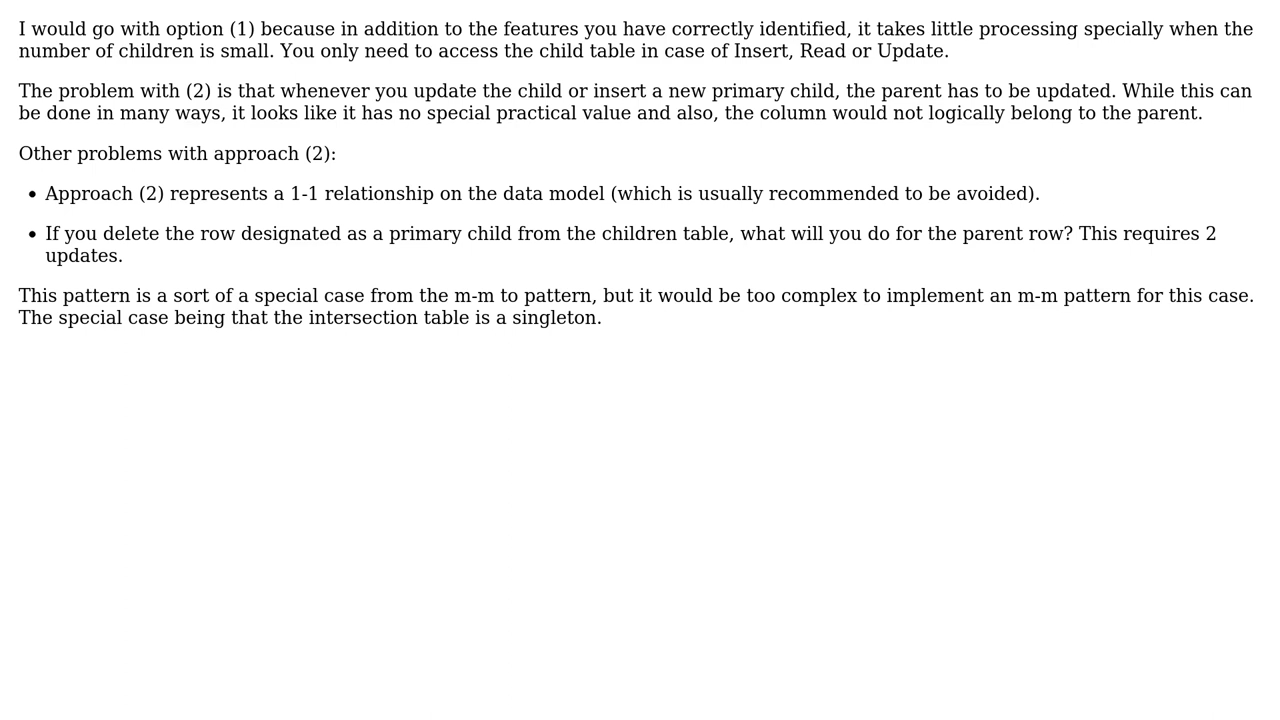 I would go with option (1) because in addition to the features you have correctly identified, it takes little processing specially when the
number of children is small. You only need to access the child table in case of Insert, Read or Update.
The problem with (2) is that whenever you update the child or insert a new primary child, the parent has to be updated. While this can
be done in many ways, it looks like it has no special practical value and also, the column would not logically belong to the parent.
Other problems with approach (2):
• Approach (2) represents a 1-1 relationship on the data model (which is usually recommended to be avoided).
• If you delete the row designated as a primary child from the children table, what will you do for the parent row? This requires 2
updates.
This pattern is a sort of a special case from the m-m to pattern, but it would be too complex to implement an m-m pattern for this case.
The special case being that the intersection table is a singleton.